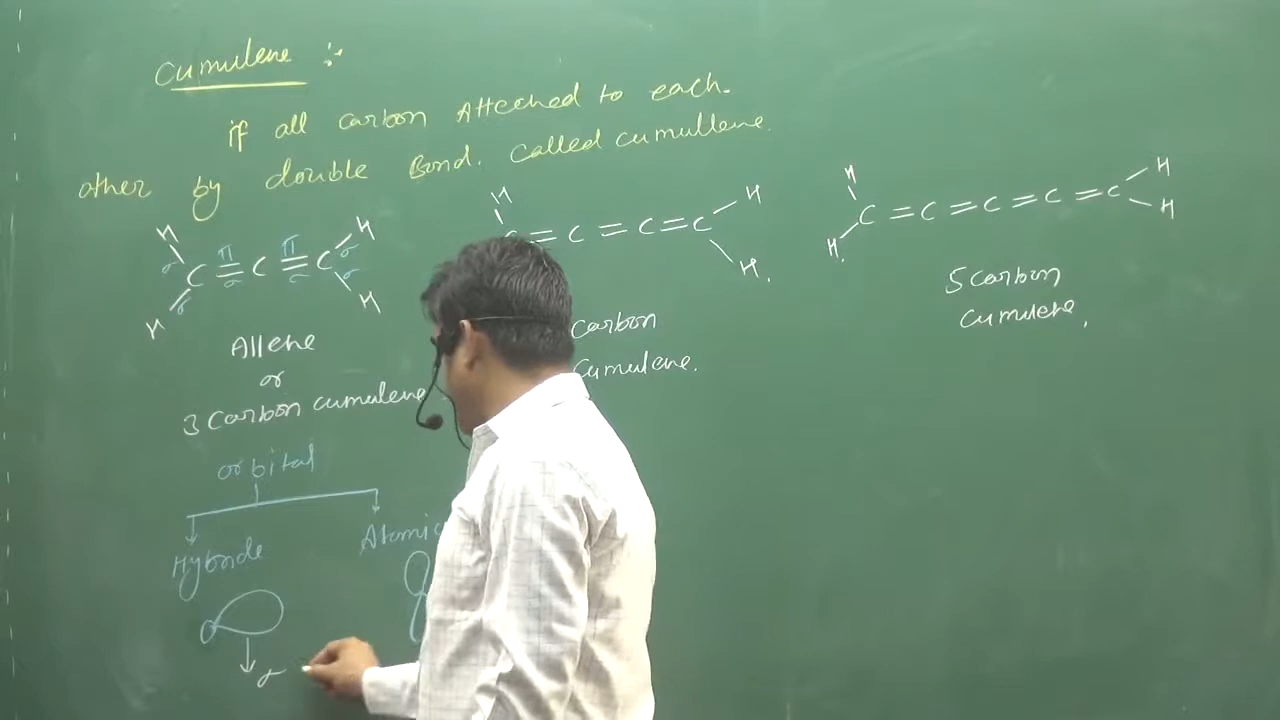 Cumulene :-
if all carbon Atteched to each
other by double Bond. called cumullene.
H H
π π
σ C = C = C σ
σ σ σ σ
H H
Allene
or
3 carbon cumulene
H H
= C = C = C
H
carbon
cumulene.
H H
C = C = C = C = C
H H
5 carbon
cumulene,
orbital
Hybride Atomic
σ